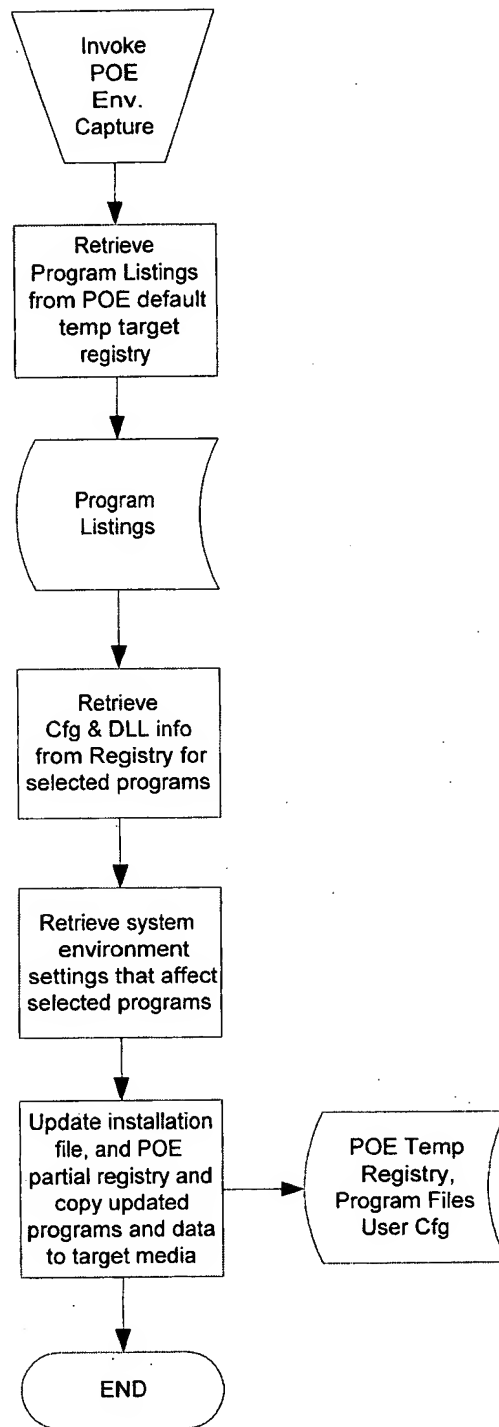 Invoke
POE
Env.
Capture
Retrieve
Program Listings
from POE default
temp target
registry
Program
Listings
Retrieve
Cfg & DLL info
from Registry for
selected programs
Retrieve system
environment
settings that affect
selected programs
Update installation
file, and POE
partial registry and
copy updated
programs and data
to target media
POE Temp
Registry,
Program Files
User Cfg
END